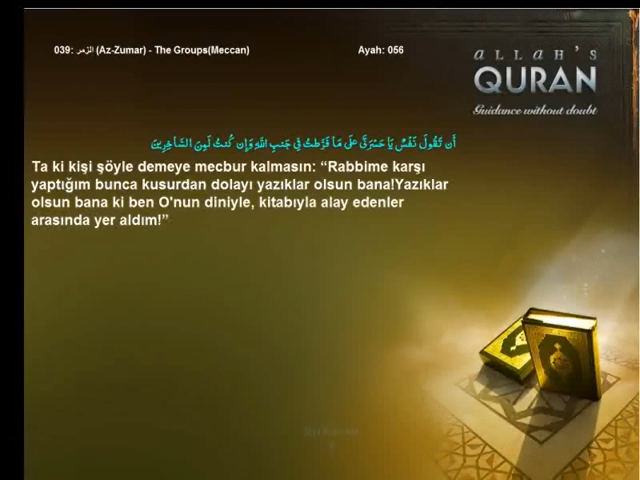 039: الزمر (Az-Zumar) - The Groups(Meccan) Ayah: 056
ALLAH'S
QURAN
Guidance without doubt
أَن تَقُولَ نَفْسٌ يَا حَسْرَتَى علَى مَا فَرَّطتُ فِي جَنبِ اللَّهِ وَإِن كُنتُ لَمِنَ السَّاخِرِينَ
Ta ki kişi şöyle demeye mecbur kalmasın: “Rabbime karşı
yaptığım bunca kusurdan dolayı yazıklar olsun bana!Yazıklar
olsun bana ki ben O'nun diniyle, kitabıyla alay edenler
arasında yer aldım!”